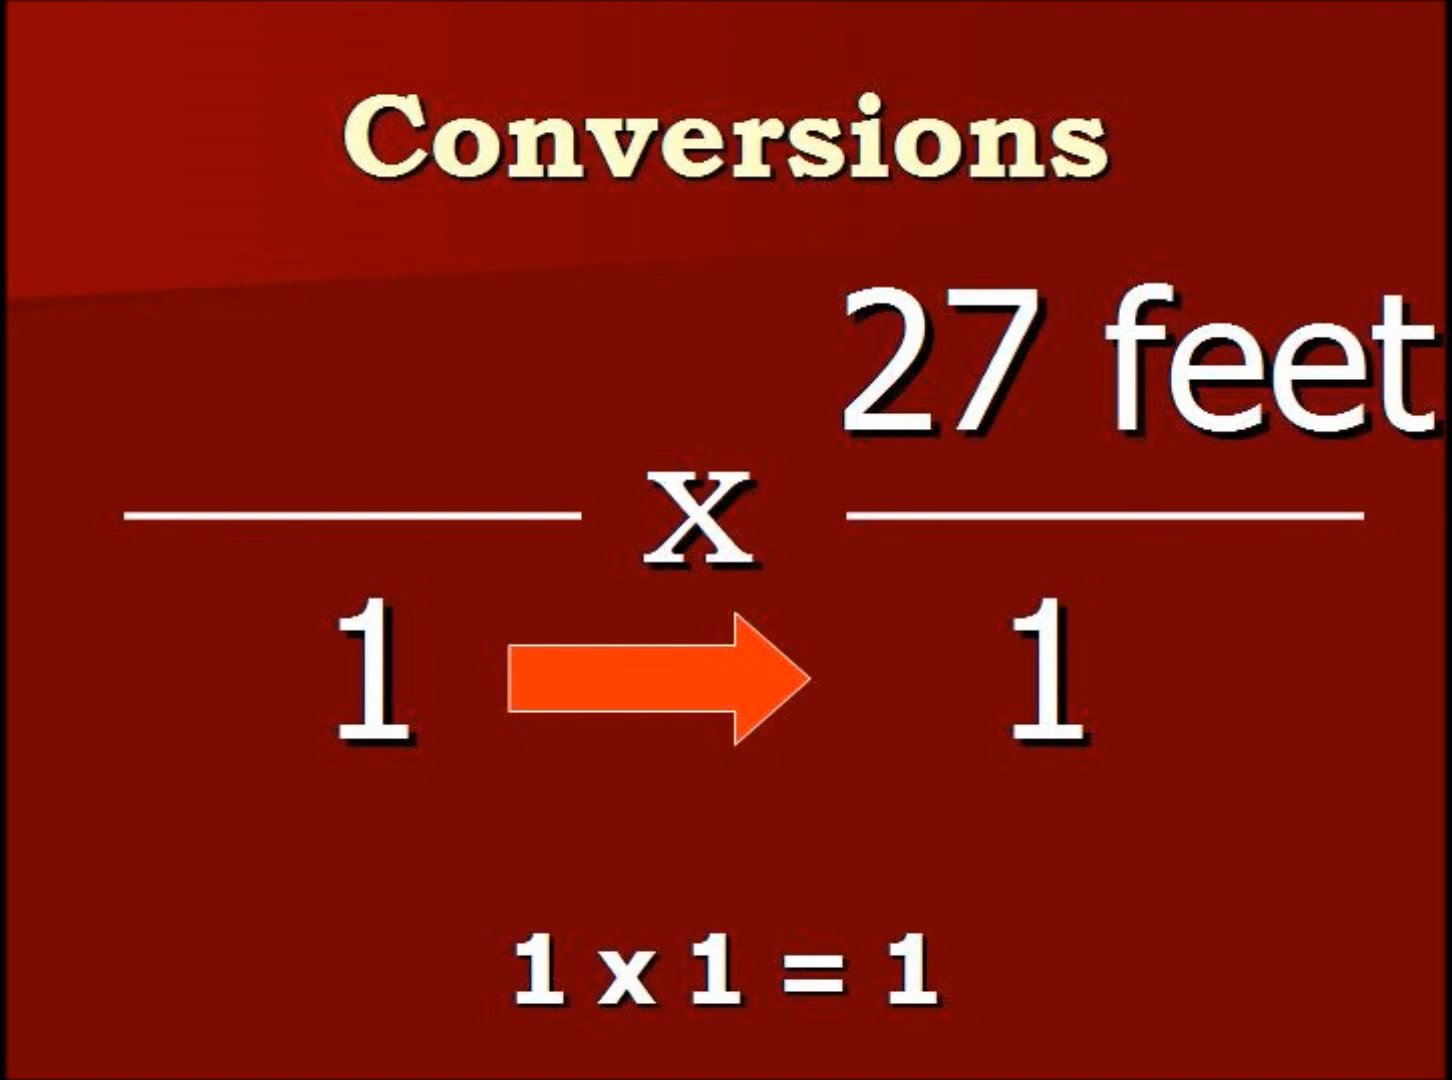 Conversions
27 feet
x
1 1
1 x 1 = 1